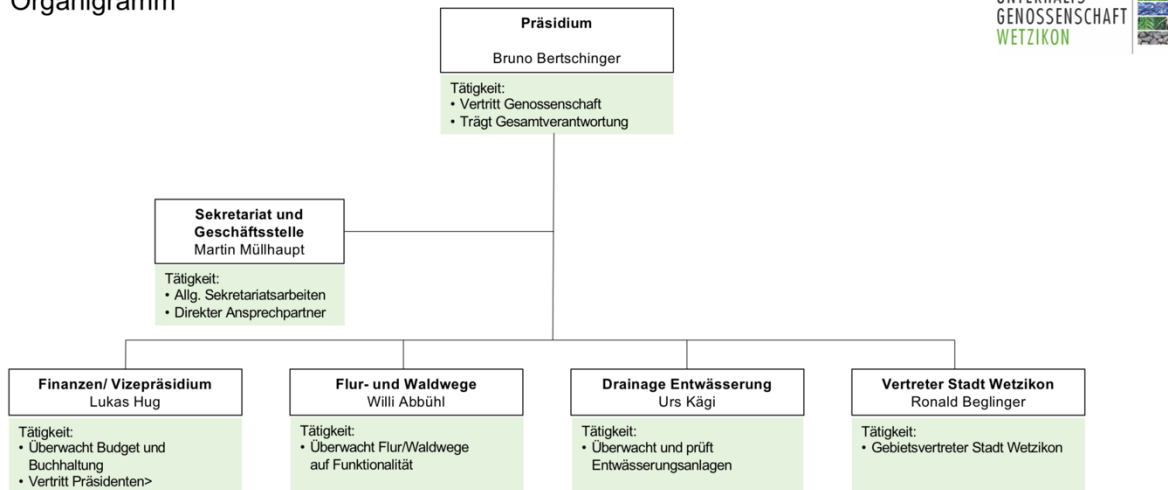 Organigramm
UNTERHALTS
GENOSSENSCHAFT
WETZIKON
Präsidium
Bruno Bertschinger
Tätigkeit:
• Vertritt Genossenschaft
• Trägt Gesamtverantwortung
Sekretariat und
Geschäftsstelle
Martin Müllhaupt
Tätigkeit:
• Allg. Sekretariatsarbeiten
• Direkter Ansprechpartner
Finanzen/ Vizepräsidium
Lukas Hug
Tätigkeit:
• Überwacht Budget und
Buchhaltung
• Vertritt Präsidenten>
Flur- und Waldwege
Willi Abbühl
Tätigkeit:
• Überwacht Flur/Waldwege
auf Funktionalität
Drainage Entwässerung
Urs Kägi
Tätigkeit:
• Überwacht und prüft
Entwässerungsanlagen
Vertreter Stadt Wetzikon
Ronald Beglinger
Tätigkeit:
• Gebietsvertreter Stadt Wetzikon